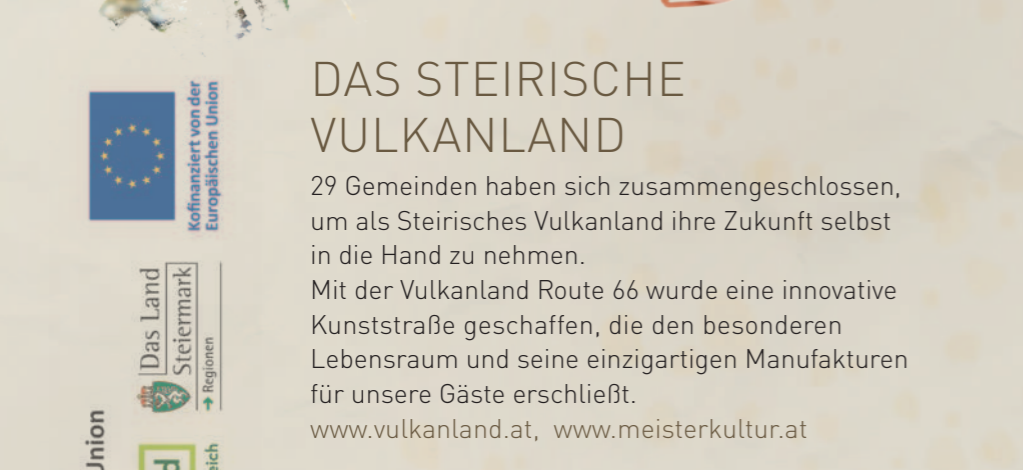 DAS STEIRISCHE
VULKANLAND
29 Gemeinden haben sich zusammengeschlossen,
um als Steirisches Vulkanland ihre Zukunft selbst
in die Hand zu nehmen.
Mit der Vulkanland Route 66 wurde eine innovative
Kunststraße geschaffen, die den besonderen
Lebensraum und seine einzigartigen Manufakturen
für unsere Gäste erschließt.
www.vulkanland.at, www.meisterkultur.at
Kofinanziert von der
Europäischen Union
Das Land
Steiermark
→ Regionen
Union